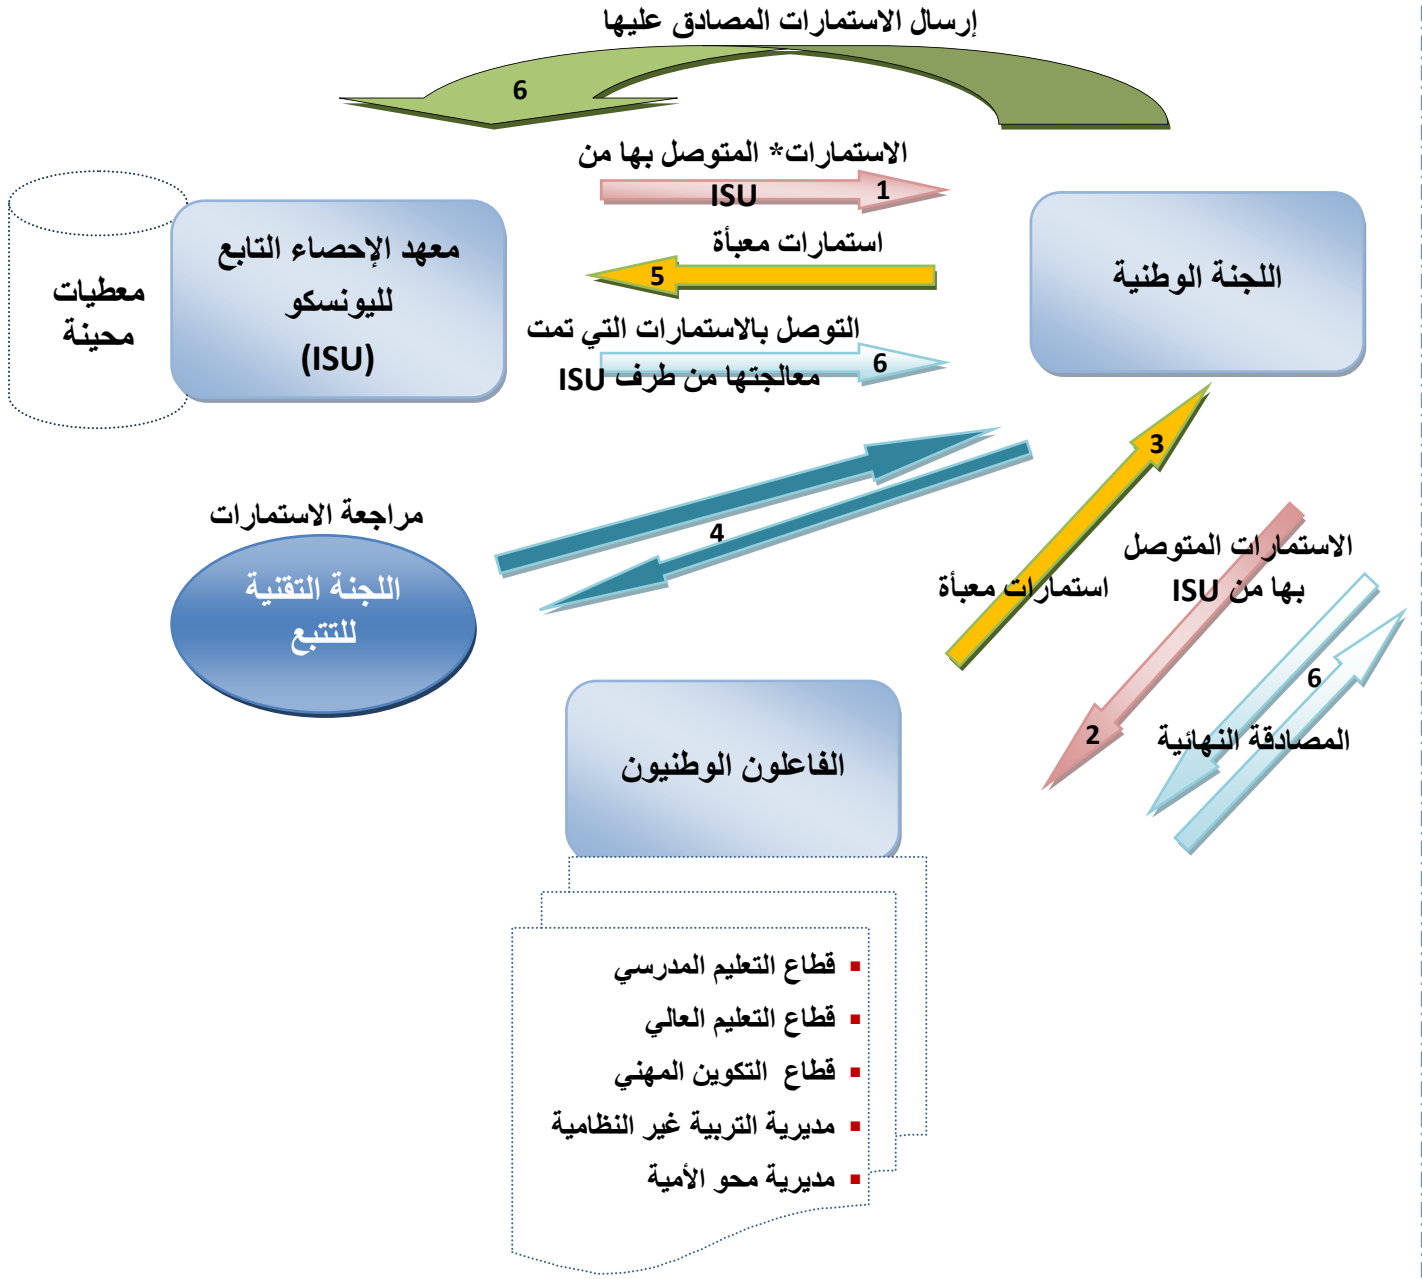 إرسال الاستمارات المصادق عليها
6
الاستمارات* المتوصل بها من
ISU
1
استمارات معبأة
5
التوصل بالاستمارات التي تمت
معالجتها من طرف ISU
6
اللجنة الوطنية
معهد الإحصاء التابع
لليونسكو
(ISU)
معطيات
محينة
3
استمارات معبأة
الاستمارات المتوصل
بها من ISU
2
6
المصادقة النهائية
4
مراجعة الاستمارات
اللجنة التقنية
للتتبع
الفاعلون الوطنيون
▪ قطاع التعليم المدرسي
▪ قطاع التعليم العالي
▪ قطاع التكوين المهني
▪ مديرية التربية غير النظامية
▪ مديرية محو الأمية